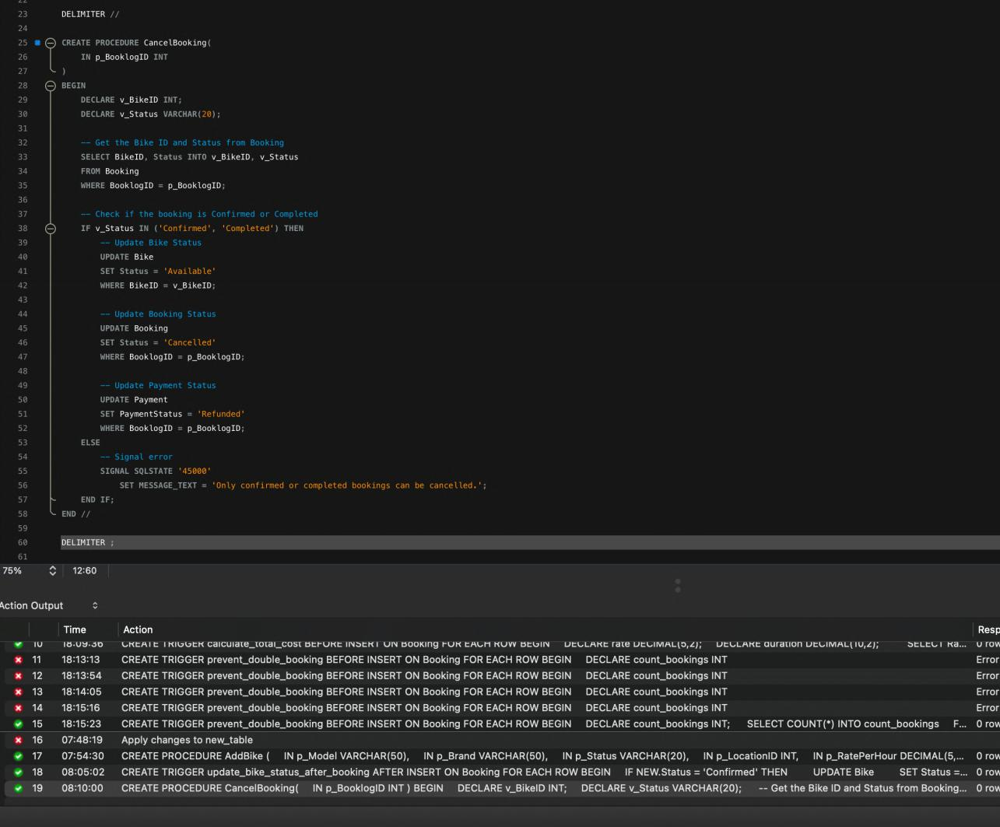 22
23 DELIMITER //
24
25 CREATE PROCEDURE CancelBooking(
26 IN p_BooklogID INT
27 )
28 BEGIN
29 DECLARE v_BikeID INT;
30 DECLARE v_Status VARCHAR(20);
31
32 -- Get the Bike ID and Status from Booking
33 SELECT BikeID, Status INTO v_BikeID, v_Status
34 FROM Booking
35 WHERE BooklogID = p_BooklogID;
36
37 -- Check if the booking is Confirmed or Completed
38 IF v_Status IN ('Confirmed', 'Completed') THEN
39 -- Update Bike Status
40 UPDATE Bike
41 SET Status = 'Available'
42 WHERE BikeID = v_BikeID;
43
44 -- Update Booking Status
45 UPDATE Booking
46 SET Status = 'Cancelled'
47 WHERE BooklogID = p_BooklogID;
48
49 -- Update Payment Status
50 UPDATE Payment
51 SET PaymentStatus = 'Refunded'
52 WHERE BooklogID = p_BooklogID;
53 ELSE
54 -- Signal error
55 SIGNAL SQLSTATE '45000'
56 SET MESSAGE_TEXT = 'Only confirmed or completed bookings can be cancelled.';
57 END IF;
58 END //
59
60 DELIMITER ;
61
75% 12:60
Action Output
Time Action Resp
10 18:09:36 CREATE TRIGGER calculate_total_cost BEFORE INSERT ON Booking FOR EACH ROW BEGIN DECLARE rate DECIMAL(5,2); DECLARE duration DECIMAL(10,2); SELECT Ra... 0 row
11 18:13:13 CREATE TRIGGER prevent_double_booking BEFORE INSERT ON Booking FOR EACH ROW BEGIN DECLARE count_bookings INT Error
12 18:13:54 CREATE TRIGGER prevent_double_booking BEFORE INSERT ON Booking FOR EACH ROW BEGIN DECLARE count_bookings INT Error
13 18:14:05 CREATE TRIGGER prevent_double_booking BEFORE INSERT ON Booking FOR EACH ROW BEGIN DECLARE count_bookings INT Error
14 18:15:16 CREATE TRIGGER prevent_double_booking BEFORE INSERT ON Booking FOR EACH ROW BEGIN DECLARE count_bookings INT Error
15 18:15:23 CREATE TRIGGER prevent_double_booking BEFORE INSERT ON Booking FOR EACH ROW BEGIN DECLARE count_bookings INT; SELECT COUNT(*) INTO count_bookings F... 0 row
16 07:48:19 Apply changes to new_table
17 07:54:30 CREATE PROCEDURE AddBike ( IN p_Model VARCHAR(50), IN p_Brand VARCHAR(50), IN p_Status VARCHAR(20), IN p_LocationID INT, IN p_RatePerHour DECIMAL(5,... 0 row
18 08:05:02 CREATE TRIGGER update_bike_status_after_booking AFTER INSERT ON Booking FOR EACH ROW BEGIN IF NEW.Status = 'Confirmed' THEN UPDATE Bike SET Status =... 0 row
19 08:10:00 CREATE PROCEDURE CancelBooking( IN p_BooklogID INT ) BEGIN DECLARE v_BikeID INT; DECLARE v_Status VARCHAR(20); -- Get the Bike ID and Status from Booking... 0 row